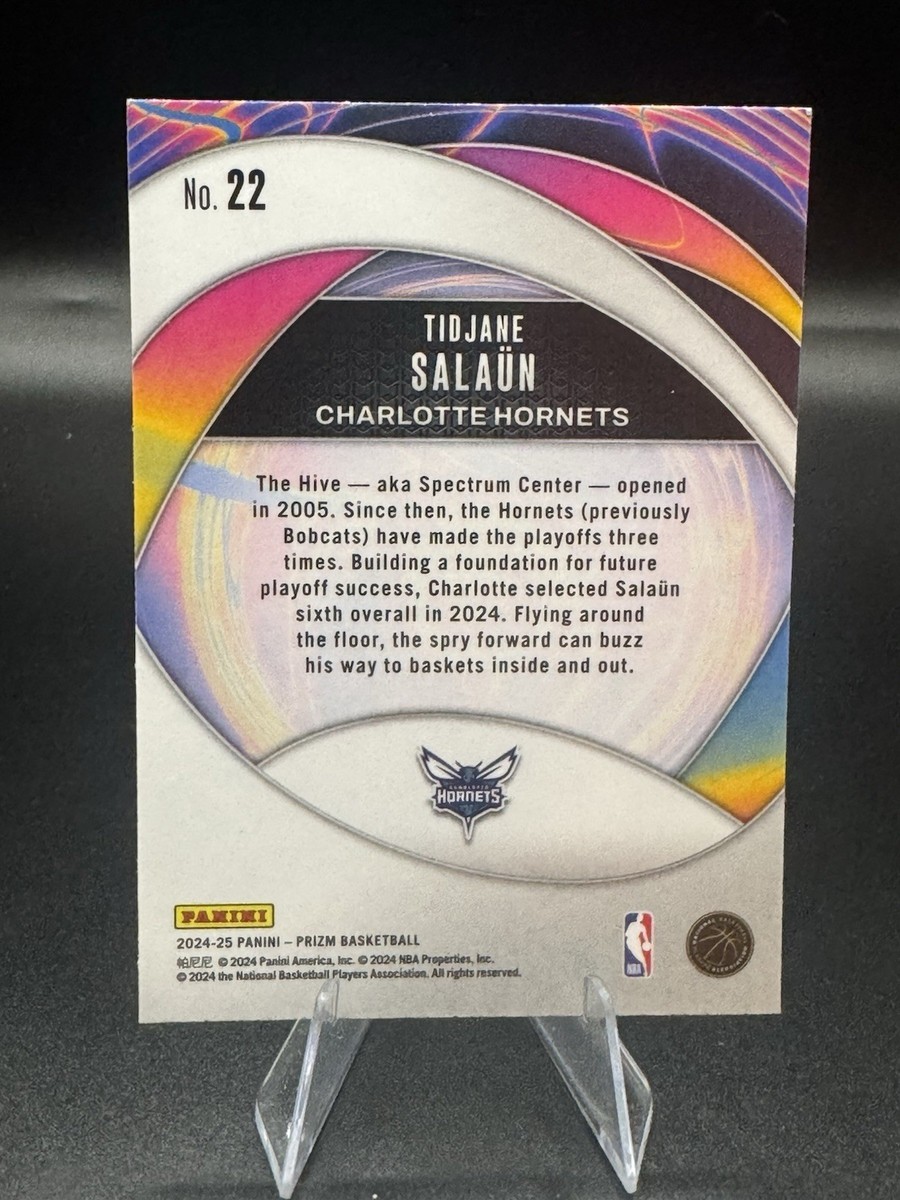 No. 22
TIDJANE
SALAÜN
CHARLOTTE HORNETS
The Hive — aka Spectrum Center — opened
in 2005. Since then, the Hornets (previously
Bobcats) have made the playoffs three
times. Building a foundation for future
playoff success, Charlotte selected Salaün
sixth overall in 2024. Flying around
the floor, the spry forward can buzz
his way to baskets inside and out.
CHARLOTTE
HORNETS
PANINI
2024-25 PANINI – PRIZM BASKETBALL
帕尼尼 © 2024 Panini America, Inc. © 2024 NBA Properties, Inc.
© 2024 the National Basketball Players Association. All rights reserved.
NBA